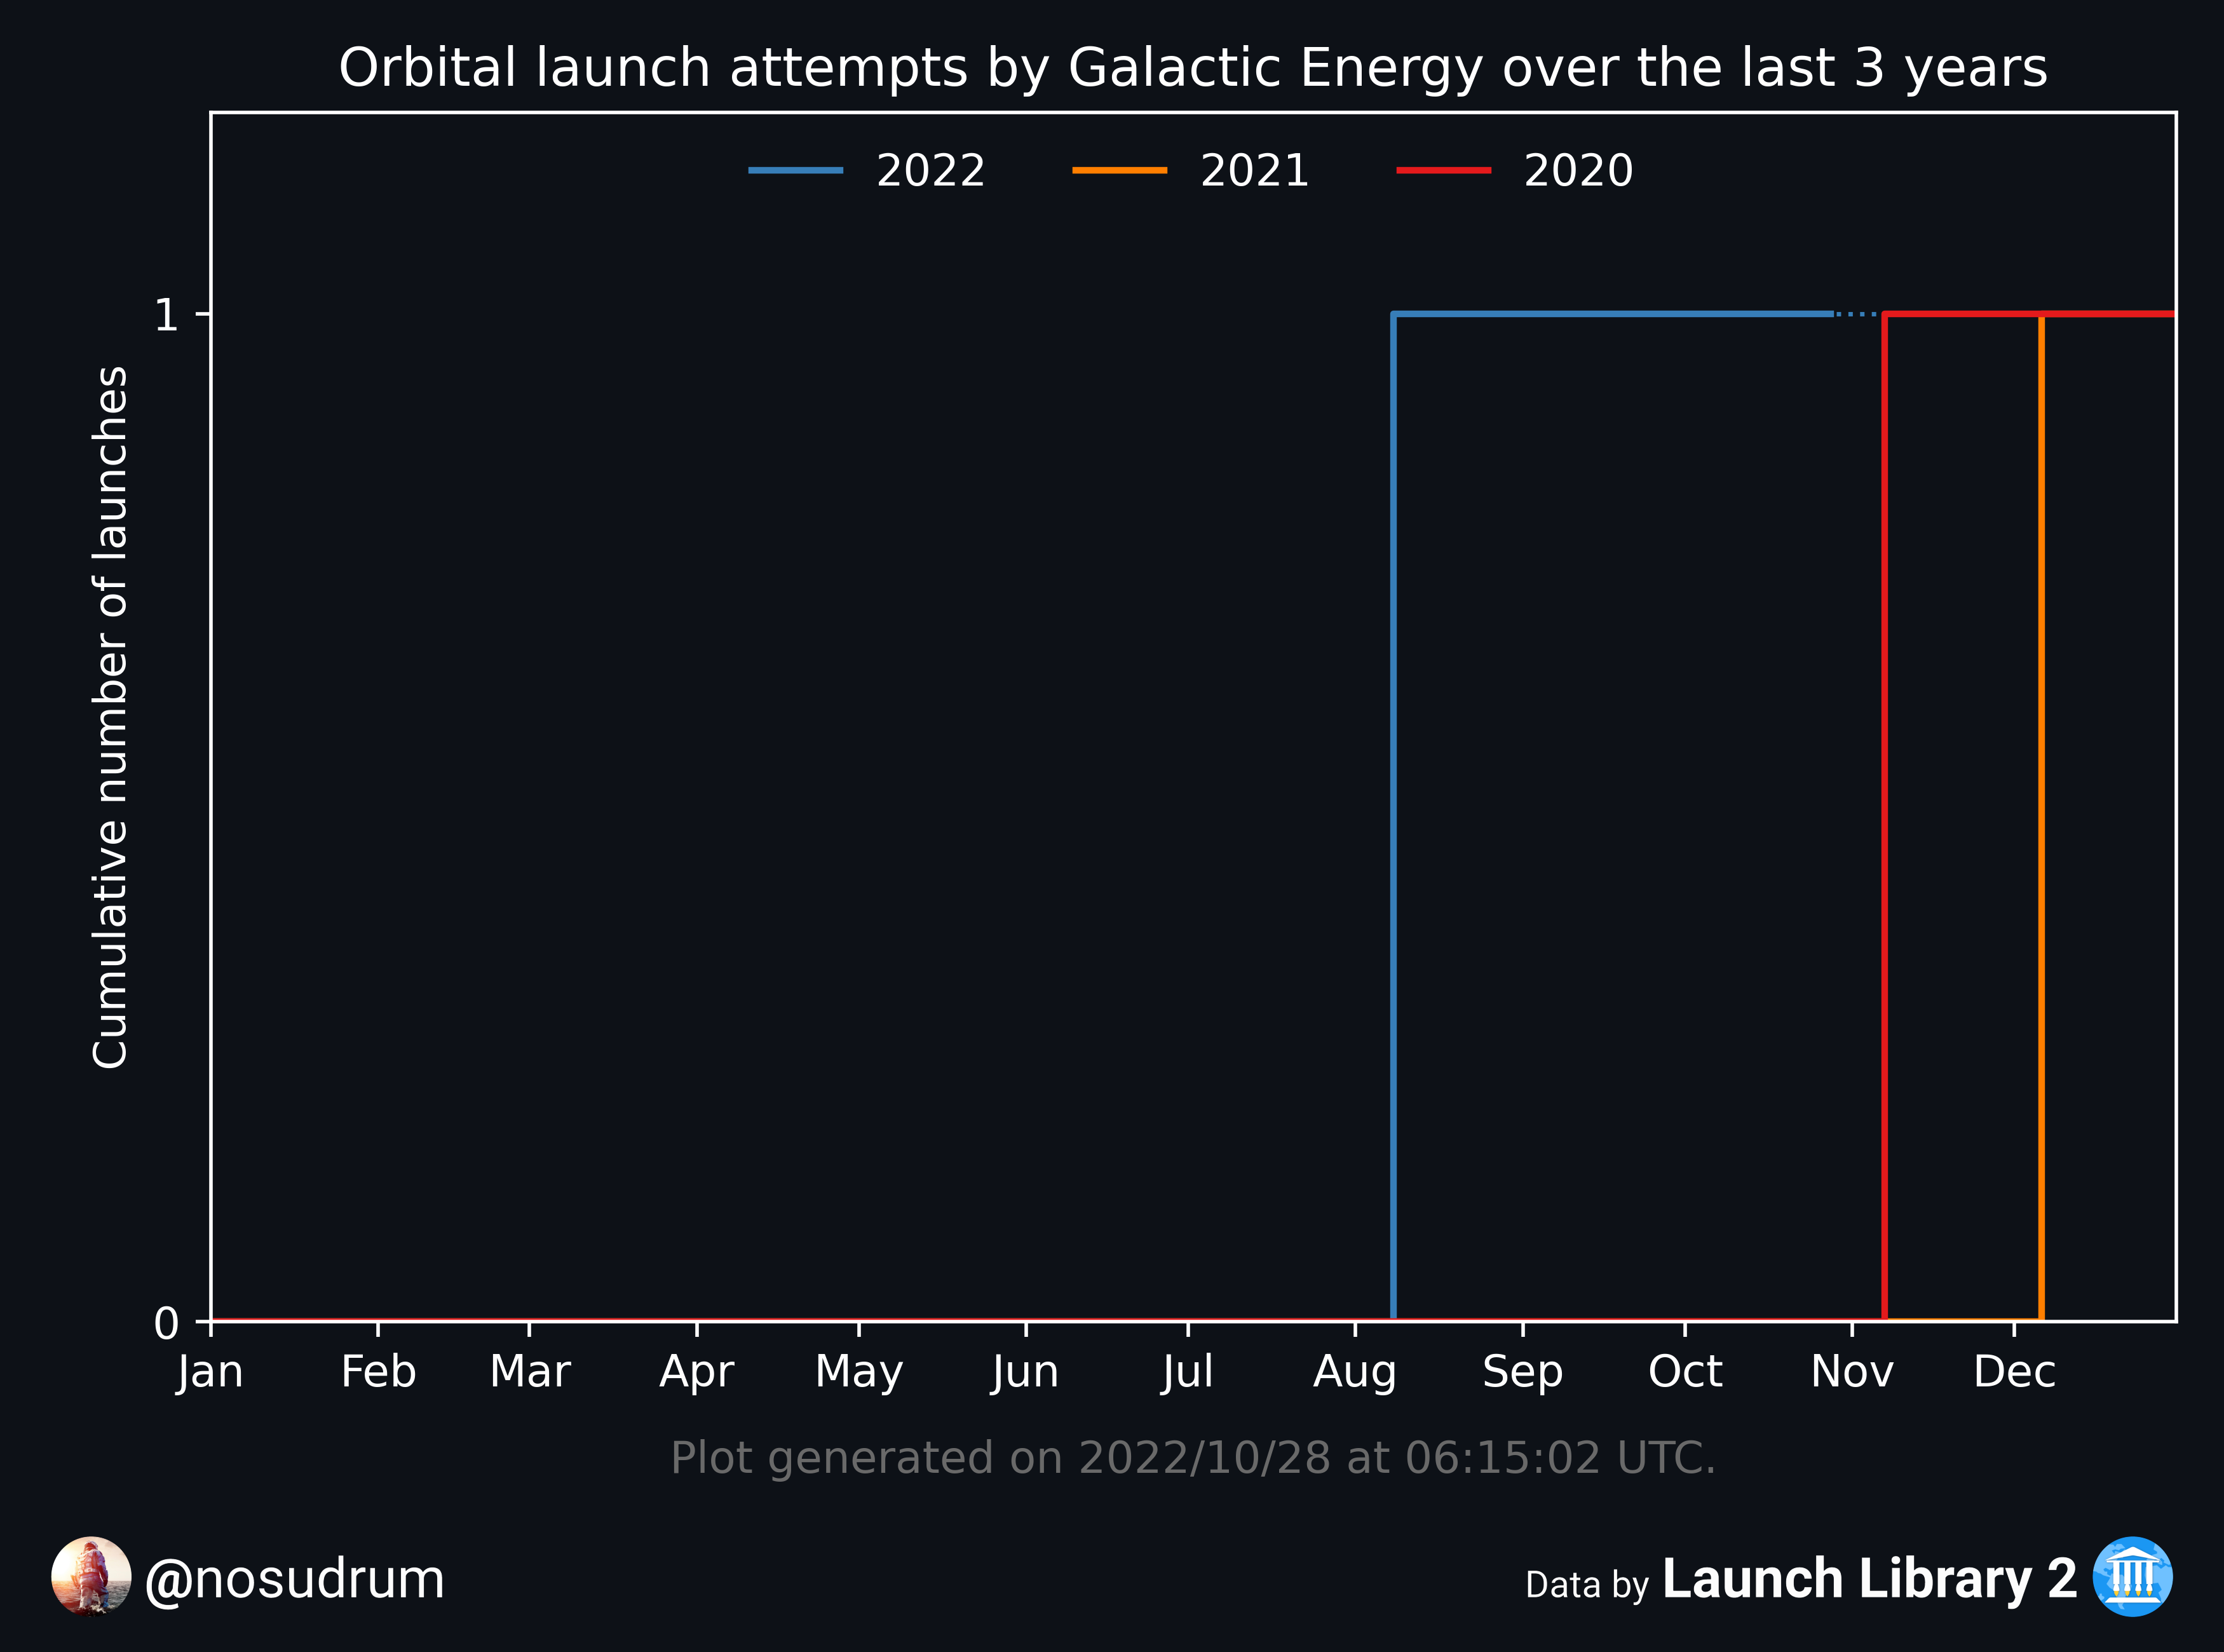 Orbital launch attempts by Galactic Energy over the last 3 years
2022 2021 2020
Cumulative number of launches
1
0
Jan Feb Mar Apr May Jun Jul Aug Sep Oct Nov Dec
Plot generated on 2022/10/28 at 06:15:02 UTC.
@nosudrum
Data by Launch Library 2